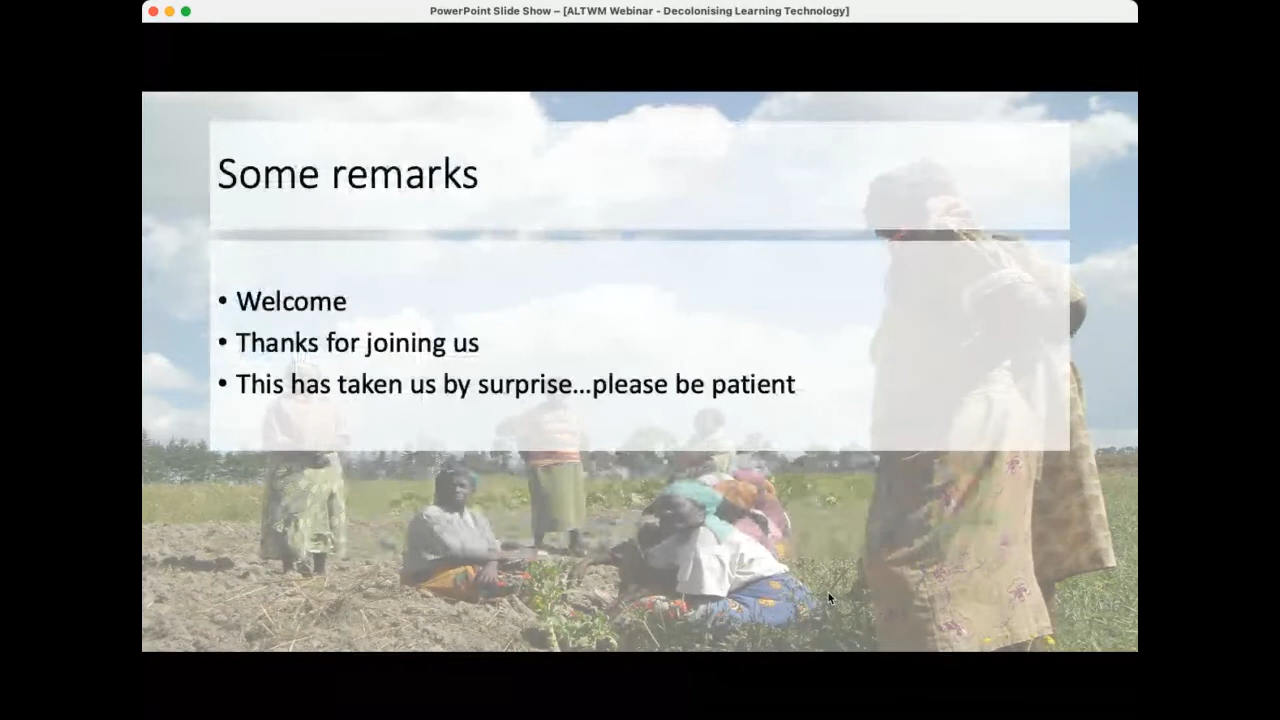 PowerPoint Slide Show – [ALTWM Webinar - Decolonising Learning Technology]
Some remarks
• Welcome
• Thanks for joining us
• This has taken us by surprise...please be patient